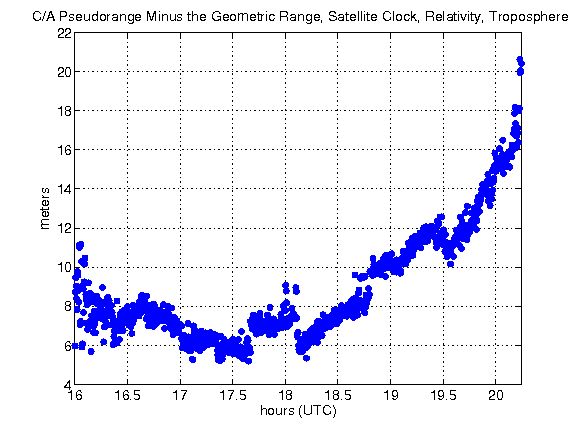 C/A Pseudorange Minus the Geometric Range, Satellite Clock, Relativity, Troposphere
22
20
18
16
14
12
10
8
6
4
meters
16 16.5 17 17.5 18 18.5 19 19.5 20
hours (UTC)